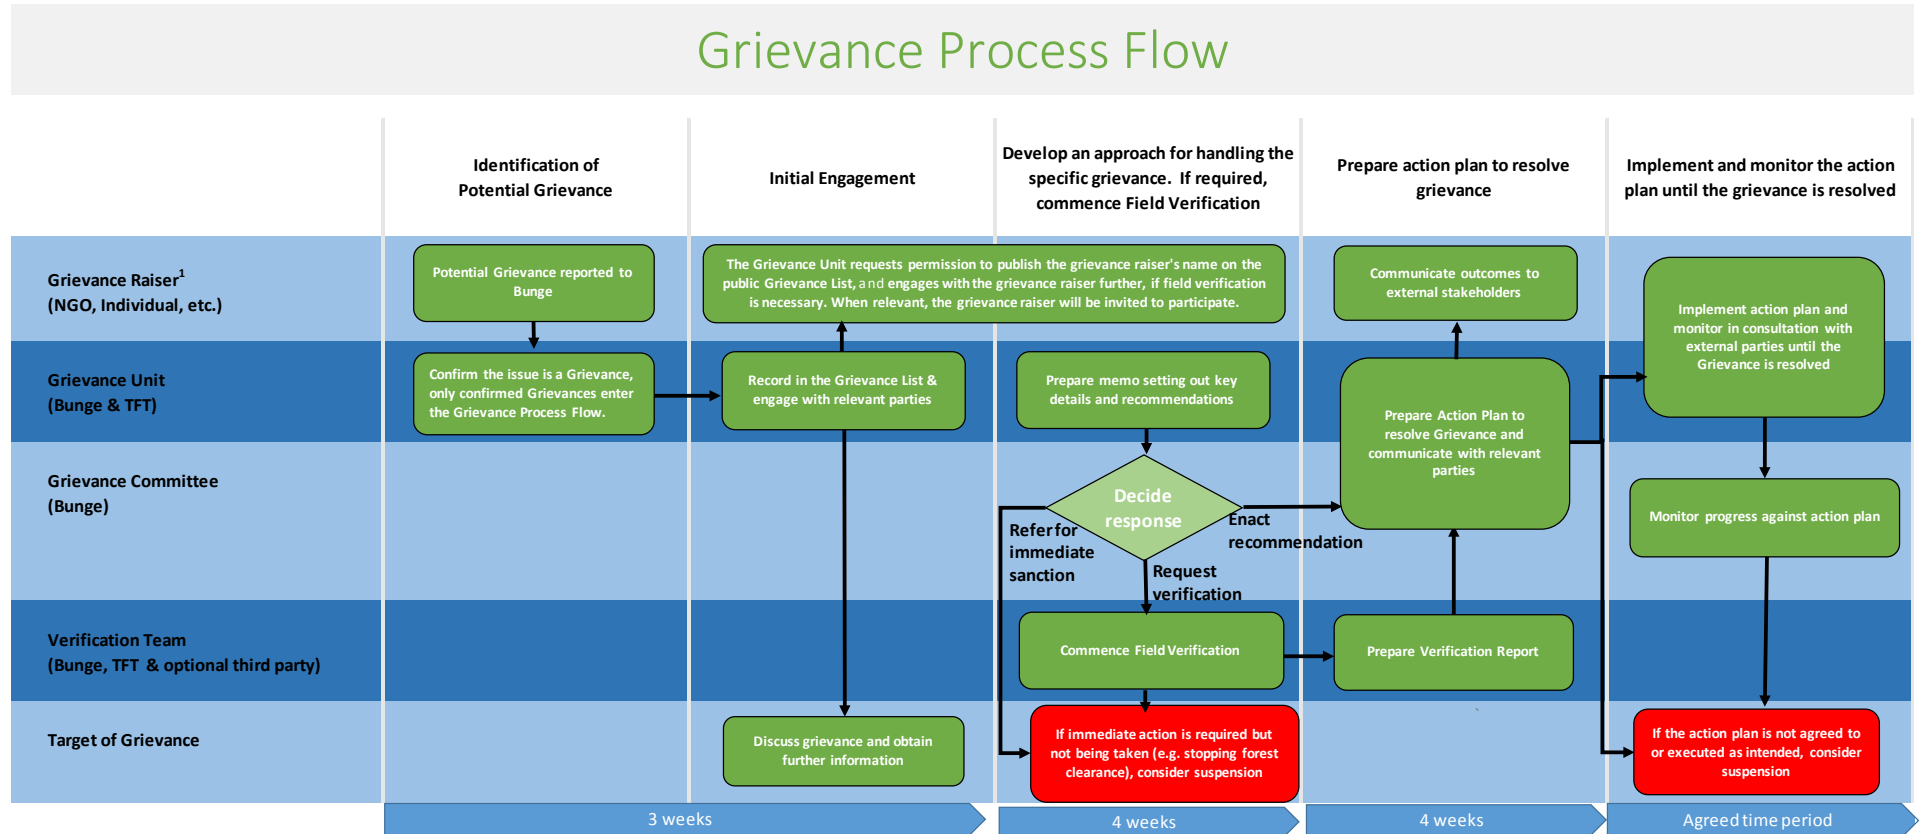 Grievance Process Flow
Identification of
Potential Grievance
Initial Engagement
Develop an approach for handling the
specific grievance. If required,
commence Field Verification
Prepare action plan to resolve
grievance
Implement and monitor the action
plan until the grievance is resolved
Grievance Raiser1
(NGO, Individual, etc.)
Potential Grievance reported to
Bunge
The Grievance Unit requests permission to publish the grievance raiser's name on the
public Grievance List, and engages with the grievance raiser further, if field verification
is necessary. When relevant, the grievance raiser will be invited to participate.
Communicate outcomes to
external stakeholders
Implement action plan and
monitor in consultation with
external parties until the
Grievance is resolved
Grievance Unit
(Bunge & TFT)
Confirm the issue is a Grievance,
only confirmed Grievances enter
the Grievance Process Flow.
Record in the Grievance List &
engage with relevant parties
Prepare memo setting out key
details and recommendations
Prepare Action Plan to
resolve Grievance and
communicate with relevant
parties
Grievance Committee
(Bunge)
Decide
response
Refer for
immediate
sanction
Enact
recommendation
Request
verification
Monitor progress against action plan
Verification Team
(Bunge, TFT & optional third party)
Commence Field Verification
Prepare Verification Report
Target of Grievance
Discuss grievance and obtain
further information
If immediate action is required but
not being taken (e.g. stopping forest
clearance), consider suspension
If the action plan is not agreed to
or executed as intended, consider
suspension
3 weeks
4 weeks
4 weeks
Agreed time period